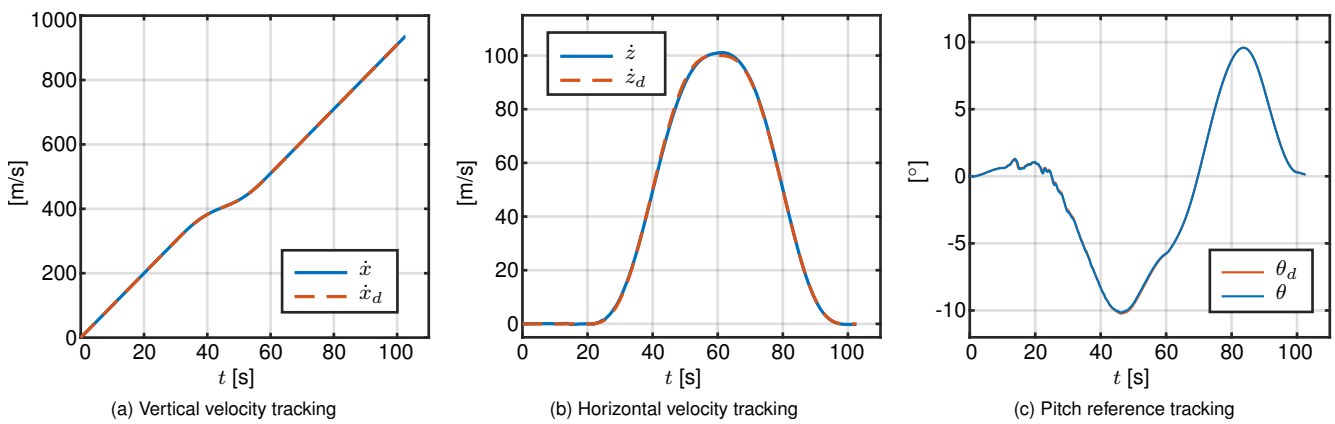 1000
800
600
400
200
0
[m/s]
0 20 40 60 80 100
t [s]
ẋ
ẋ_d
(a) Vertical velocity tracking
100
80
60
40
20
0
[m/s]
0 20 40 60 80 100
t [s]
ż
ż_d
(b) Horizontal velocity tracking
10
5
0
-5
-10
[°]
0 20 40 60 80 100
t [s]
θ_d
θ
(c) Pitch reference tracking